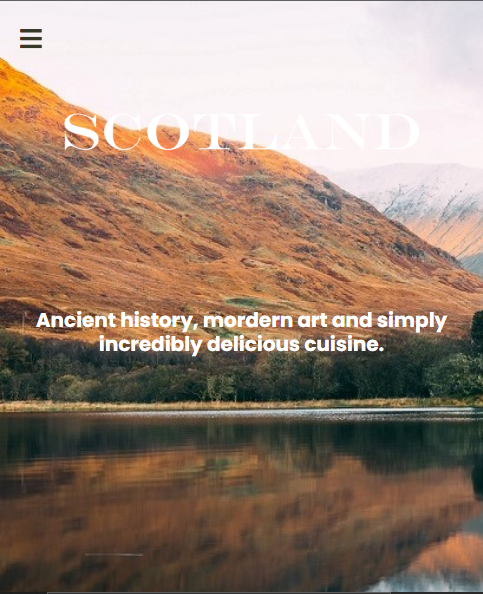 SCOTLAND
Ancient history, mordern art and simply
incredibly delicious cuisine.